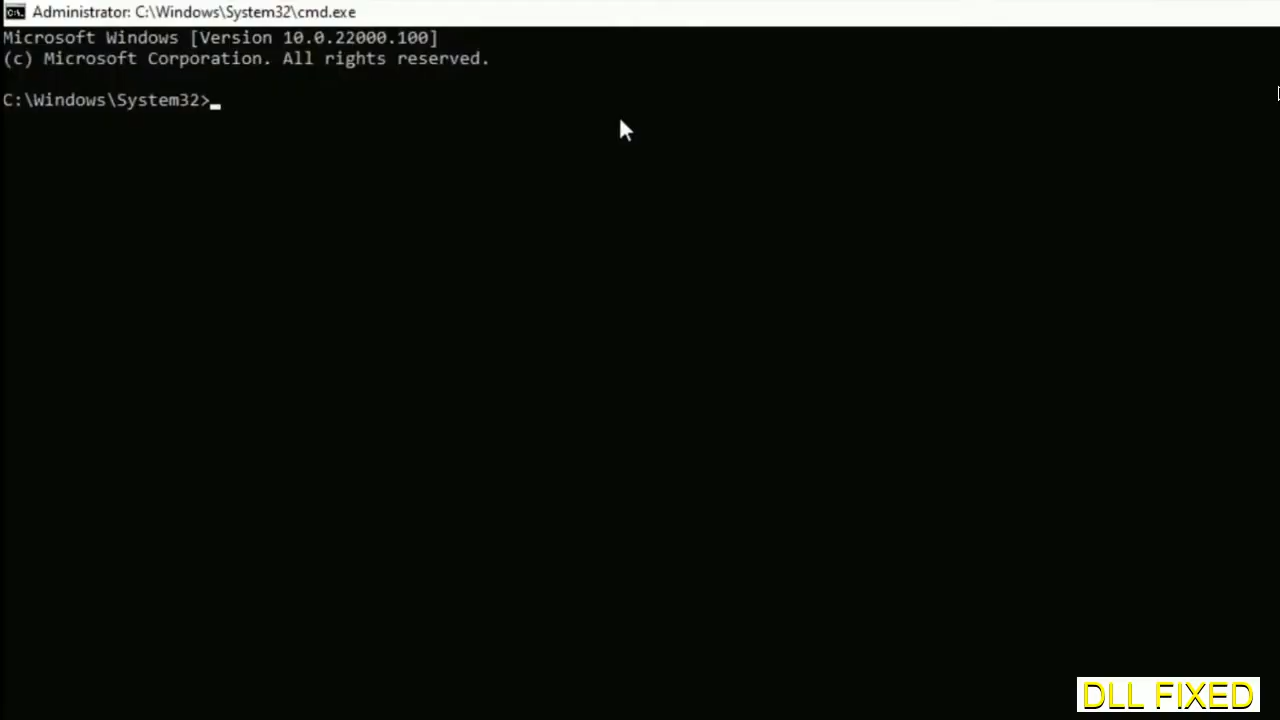 Administrator: C:\Windows\System32\cmd.exe
Microsoft Windows [Version 10.0.22000.100]
(c) Microsoft Corporation. All rights reserved.
C:\Windows\System32>_
DLL FIXED